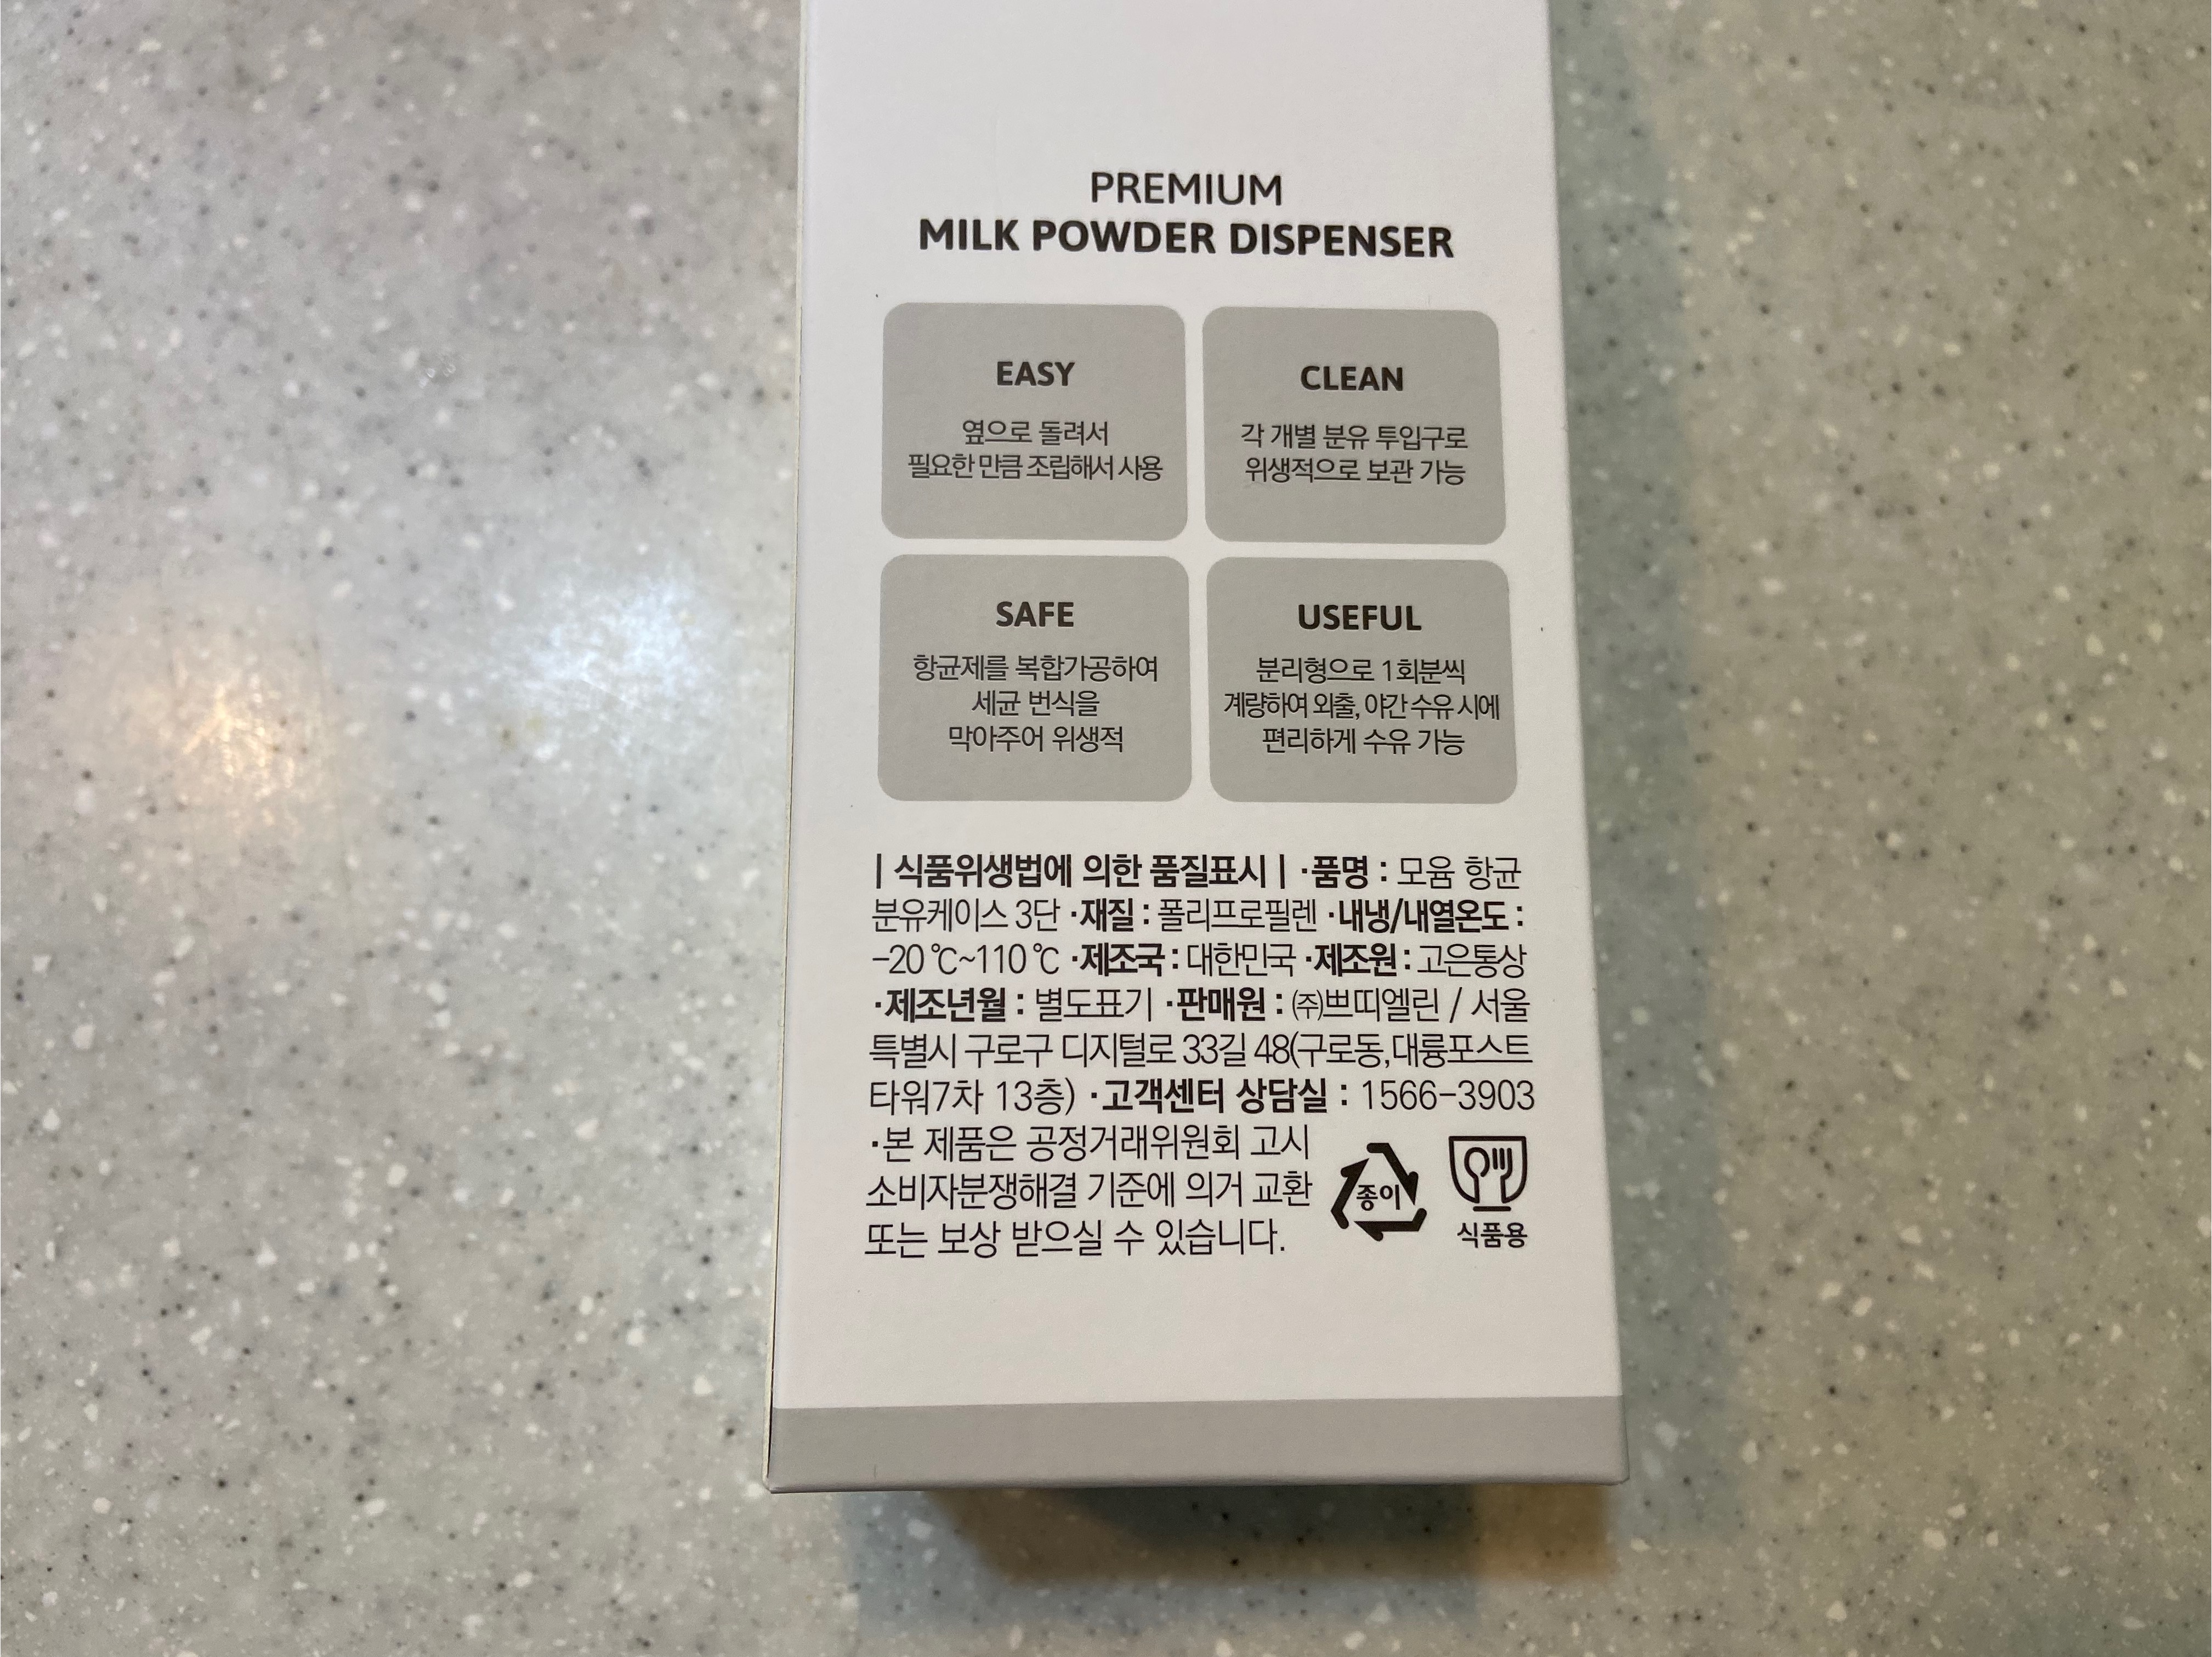 PREMIUM
MILK POWDER DISPENSER
EASY
옆으로 돌려서
필요한 만큼 조립해서 사용
CLEAN
각 개별 분유 투입구로
위생적으로 보관 가능
SAFE
항균제를 복합가공하여
세균 번식을
막아주어 위생적
USEFUL
분리형으로 1회분씩
계량하여 외출, 야간 수유 시에
편리하게 수유 가능
| 식품위생법에 의한 품질표시 | ·품명 : 모윰 항균
분유케이스 3단 ·재질 : 폴리프로필렌 ·내냉/내열온도 :
-20 ℃~110 ℃ ·제조국 : 대한민국 ·제조원 : 고은통상
·제조년월 : 별도표기 ·판매원 : ㈜쁘띠엘린 / 서울
특별시 구로구 디지털로 33길 48(구로동,대륭포스트
타워7차 13층) ·고객센터 상담실 : 1566-3903
·본 제품은 공정거래위원회 고시
소비자분쟁해결 기준에 의거 교환
또는 보상 받으실 수 있습니다.
종이
식품용